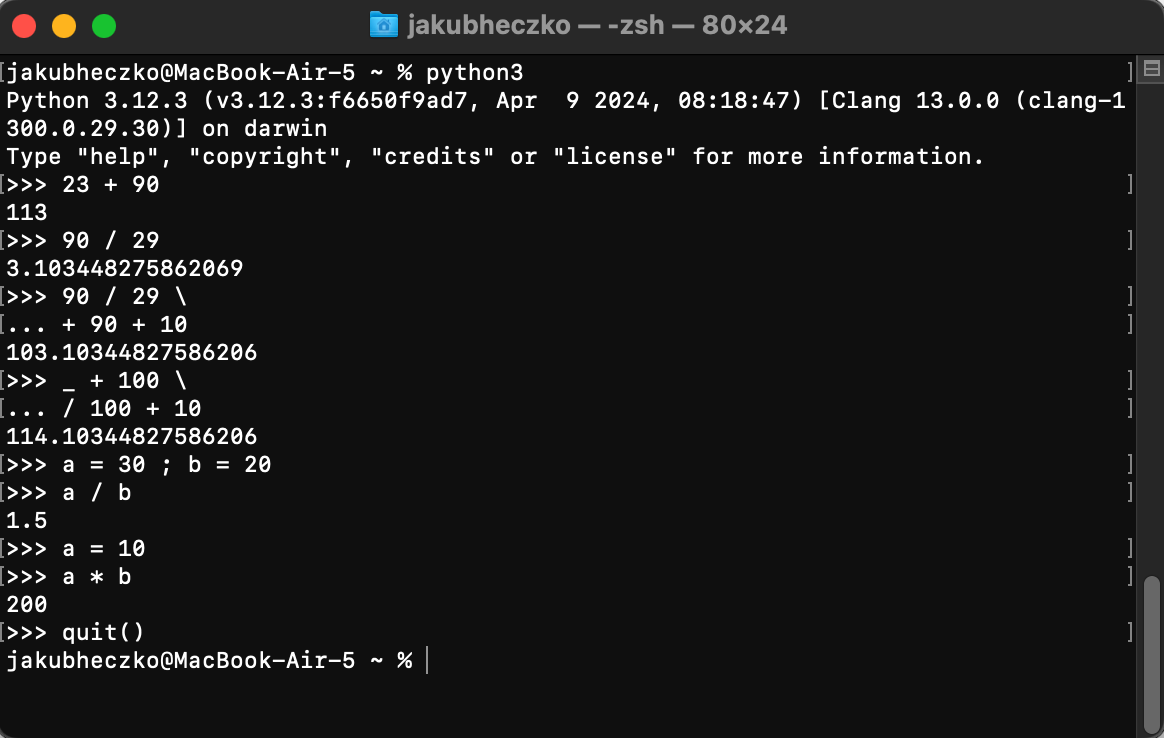 jakubheczko — -zsh — 80×24
[jakubheczko@MacBook-Air-5 ~ % python3 ]
Python 3.12.3 (v3.12.3:f6650f9ad7, Apr  9 2024, 08:18:47) [Clang 13.0.0 (clang-1
300.0.29.30)] on darwin
Type "help", "copyright", "credits" or "license" for more information.
[>>> 23 + 90 ]
113
[>>> 90 / 29 ]
3.103448275862069
[>>> 90 / 29 \ ]
[... + 90 + 10 ]
103.10344827586206
[>>> _ + 100 \ ]
[... / 100 + 10 ]
114.10344827586206
[>>> a = 30 ; b = 20 ]
[>>> a / b ]
1.5
[>>> a = 10 ]
[>>> a * b ]
200
[>>> quit() ]
jakubheczko@MacBook-Air-5 ~ %